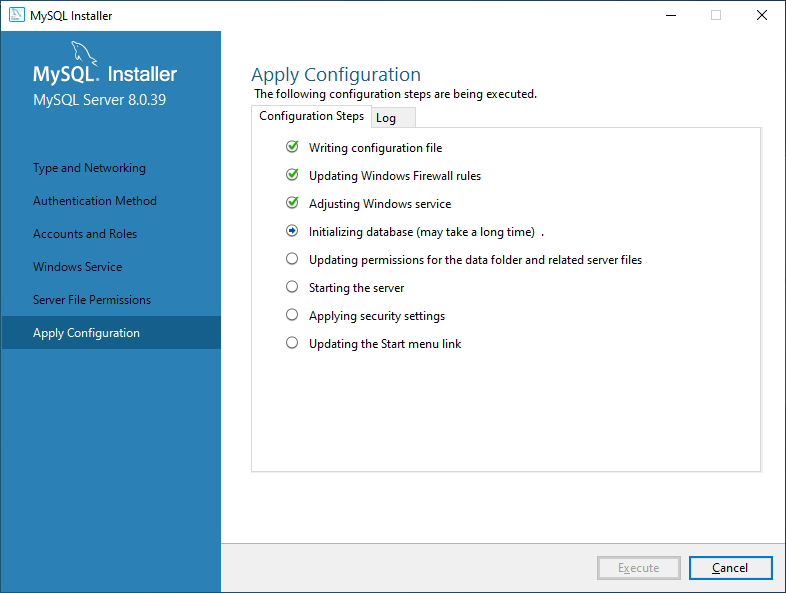 MySQL Installer
MySQL. Installer
MySQL Server 8.0.39
Type and Networking
Authentication Method
Accounts and Roles
Windows Service
Server File Permissions
Apply Configuration
Apply Configuration
The following configuration steps are being executed.
Configuration Steps Log
Writing configuration file
Updating Windows Firewall rules
Adjusting Windows service
Initializing database (may take a long time) .
Updating permissions for the data folder and related server files
Starting the server
Applying security settings
Updating the Start menu link
Execute Cancel